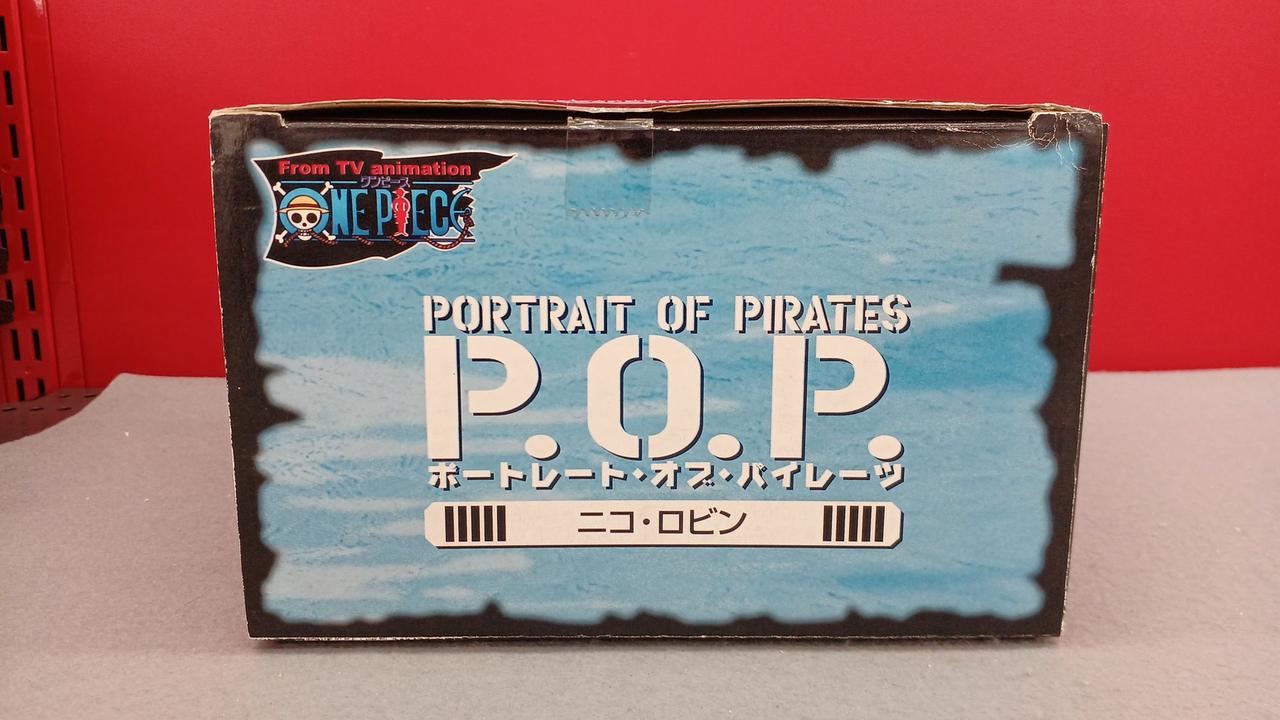 From TV animation
ワンピース
ONE PIECE
PORTRAIT OF PIRATES
P.O.P.
ポートレート・オブ・パイレーツ
ニコ・ロビン